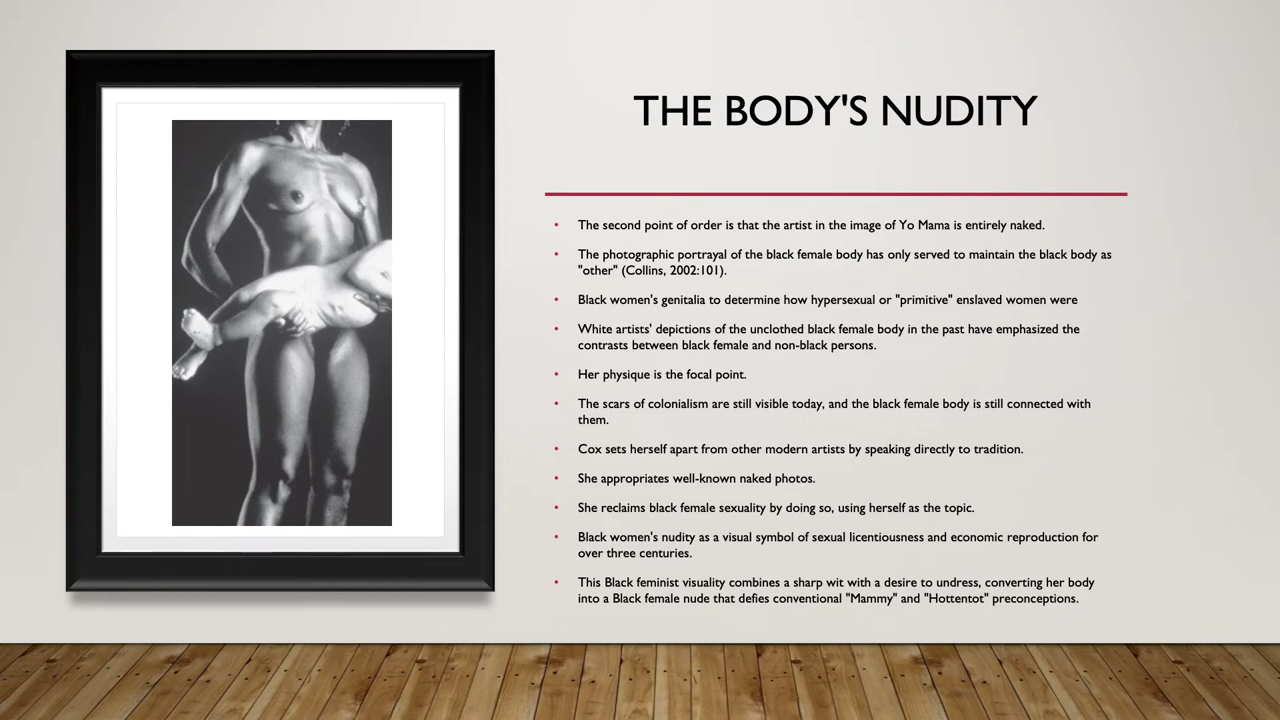 THE BODY'S NUDITY
• The second point of order is that the artist in the image of Yo Mama is entirely naked.
• The photographic portrayal of the black female body has only served to maintain the black body as
"other" (Collins, 2002:101).
• Black women's genitalia to determine how hypersexual or "primitive" enslaved women were
• White artists' depictions of the unclothed black female body in the past have emphasized the
contrasts between black female and non-black persons.
• Her physique is the focal point.
• The scars of colonialism are still visible today, and the black female body is still connected with
them.
• Cox sets herself apart from other modern artists by speaking directly to tradition.
• She appropriates well-known naked photos.
• She reclaims black female sexuality by doing so, using herself as the topic.
• Black women's nudity as a visual symbol of sexual licentiousness and economic reproduction for
over three centuries.
• This Black feminist visuality combines a sharp wit with a desire to undress, converting her body
into a Black female nude that defies conventional "Mammy" and "Hottentot" preconceptions.